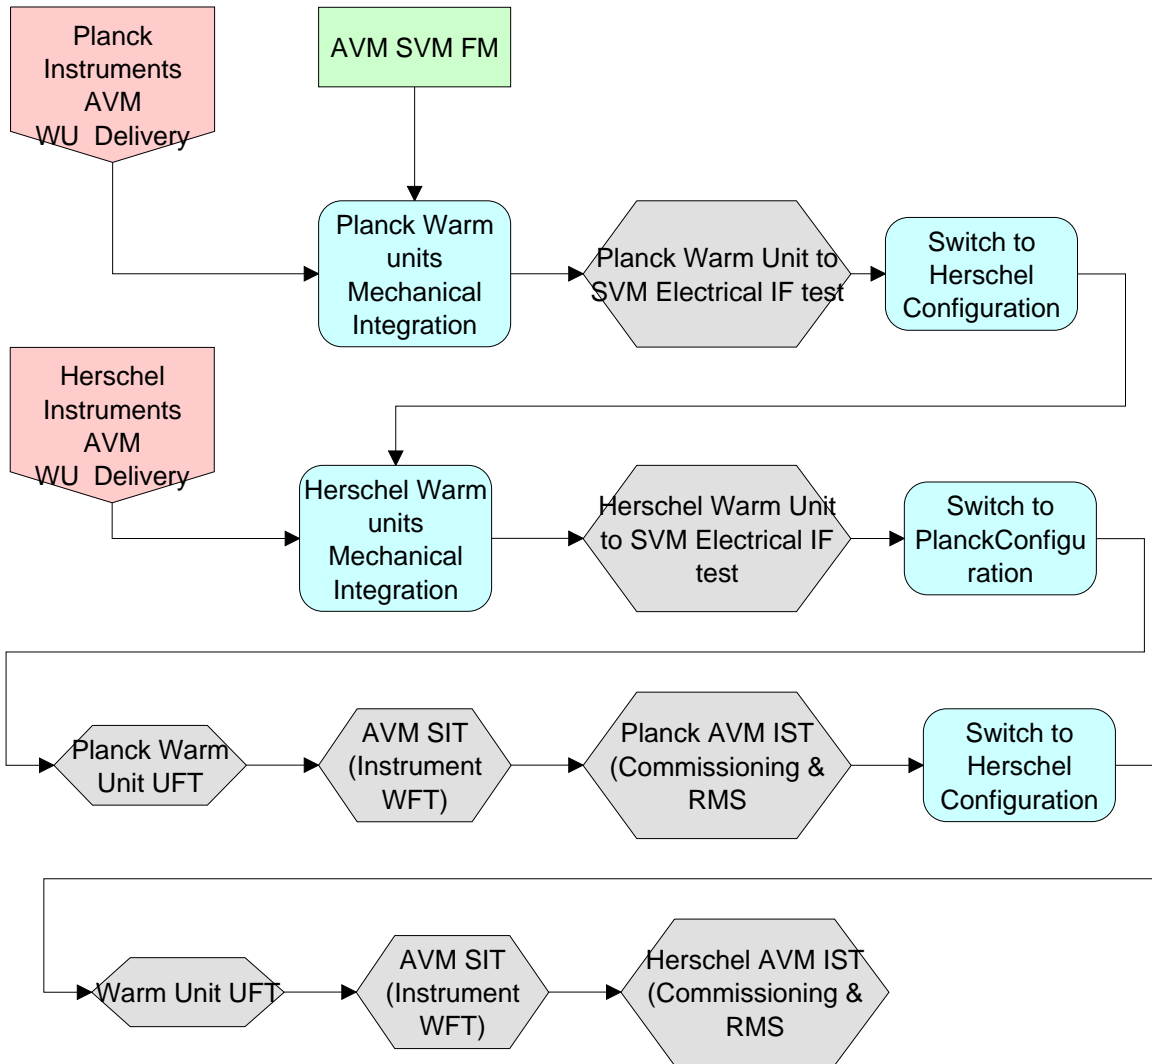 Planck
Instruments
AVM
WU Delivery
AVM SVM FM
Planck Warm
units
Mechanical
Integration
Planck Warm Unit to
SVM Electrical IF test
Switch to
Herschel
Configuration
Herschel
Instruments
AVM
WU Delivery
Herschel Warm
units
Mechanical
Integration
Herschel Warm Unit
to SVM Electrical IF
test
Switch to
PlanckConfigu
ration
Planck Warm
Unit UFT
AVM SIT
(Instrument
WFT)
Planck AVM IST
(Commissioning &
RMS
Switch to
Herschel
Configuration
Warm Unit UFT
AVM SIT
(Instrument
WFT)
Herschel AVM IST
(Commissioning &
RMS